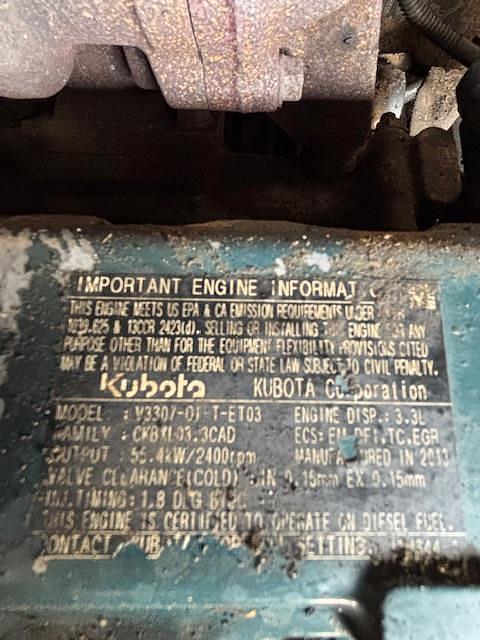 IMPORTANT ENGINE INFORMAT
THIS ENGINE MEETS US EPA & CA EMISSION REQUIREMENTS UNDER
1039.625 & 13CCR 2423(d). SELLING OR INSTALLING THIS ENGINE FOR ANY
PURPOSE OTHER THAN FOR THE EQUIPMENT FLEXIBILITY PROVISIONS CITED
MAY BE A VIOLATION OF FEDERAL OR STATE LAW SUBJECT TO CIVIL PENALTY.
Kubota KUBOTA Corporation
MODEL : V3307-DI-T-ET03 ENGINE DISP.: 3.3L
FAMILY : CKBXL03.3CAD ECS: EM,DFI,TC,EGR
OUTPUT : 55.4kW/2400rpm MANUFACTURED IN 2013
VALVE CLEARANCE(COLD) : IN 0.15mm EX 0.15mm
INJ.TIMING: 1.8 DEG BTDC
THIS ENGINE IS CERTIFIED TO OPERATE ON DIESEL FUEL.
CONTACT KUBOTA FOR SETTING.